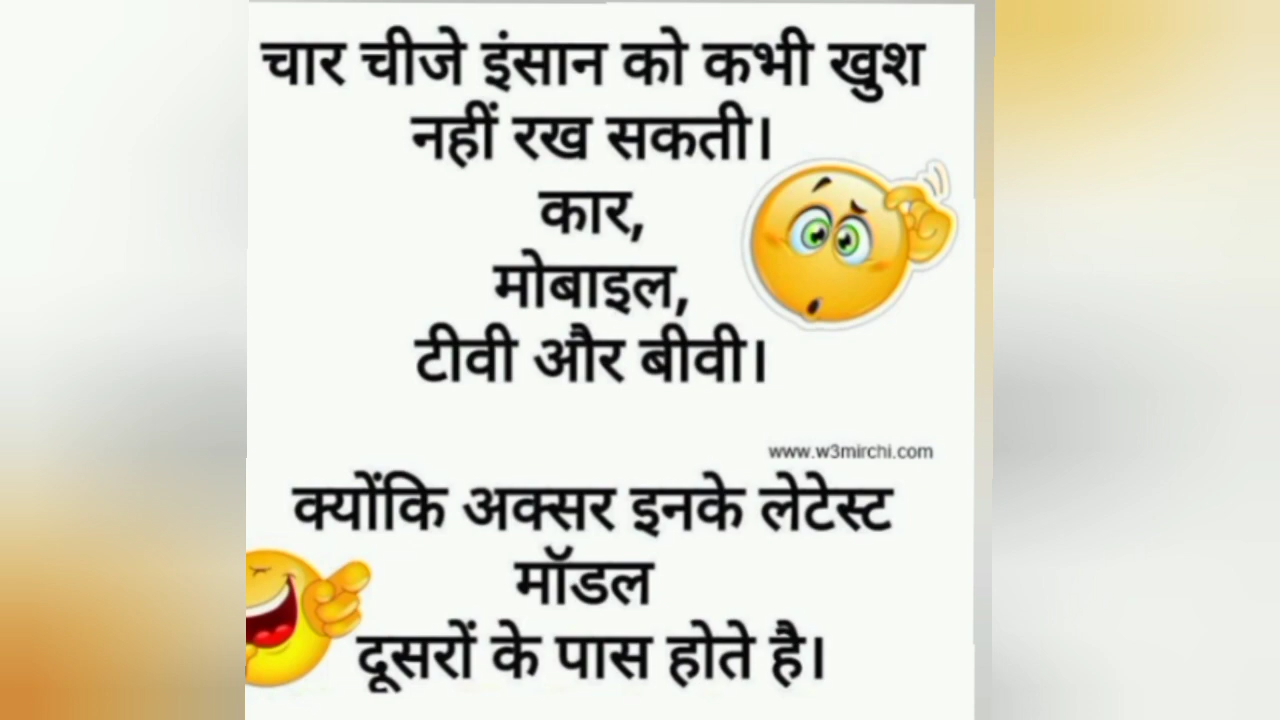 चार चीजे इंसान को कभी खुश
नहीं रख सकती।
कार,
मोबाइल,
टीवी और बीवी।
www.w3mirchi.com
क्योंकि अक्सर इनके लेटेस्ट
मॉडल
दूसरों के पास होते है।